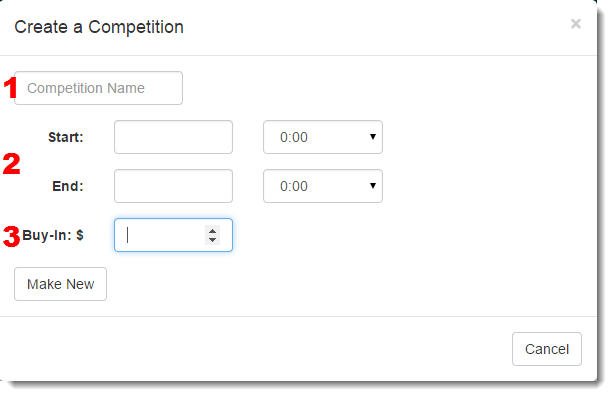 Create a Competition ×
1 Competition Name
Start: 0:00
2
End: 0:00
3 Buy-In: $
Make New
Cancel